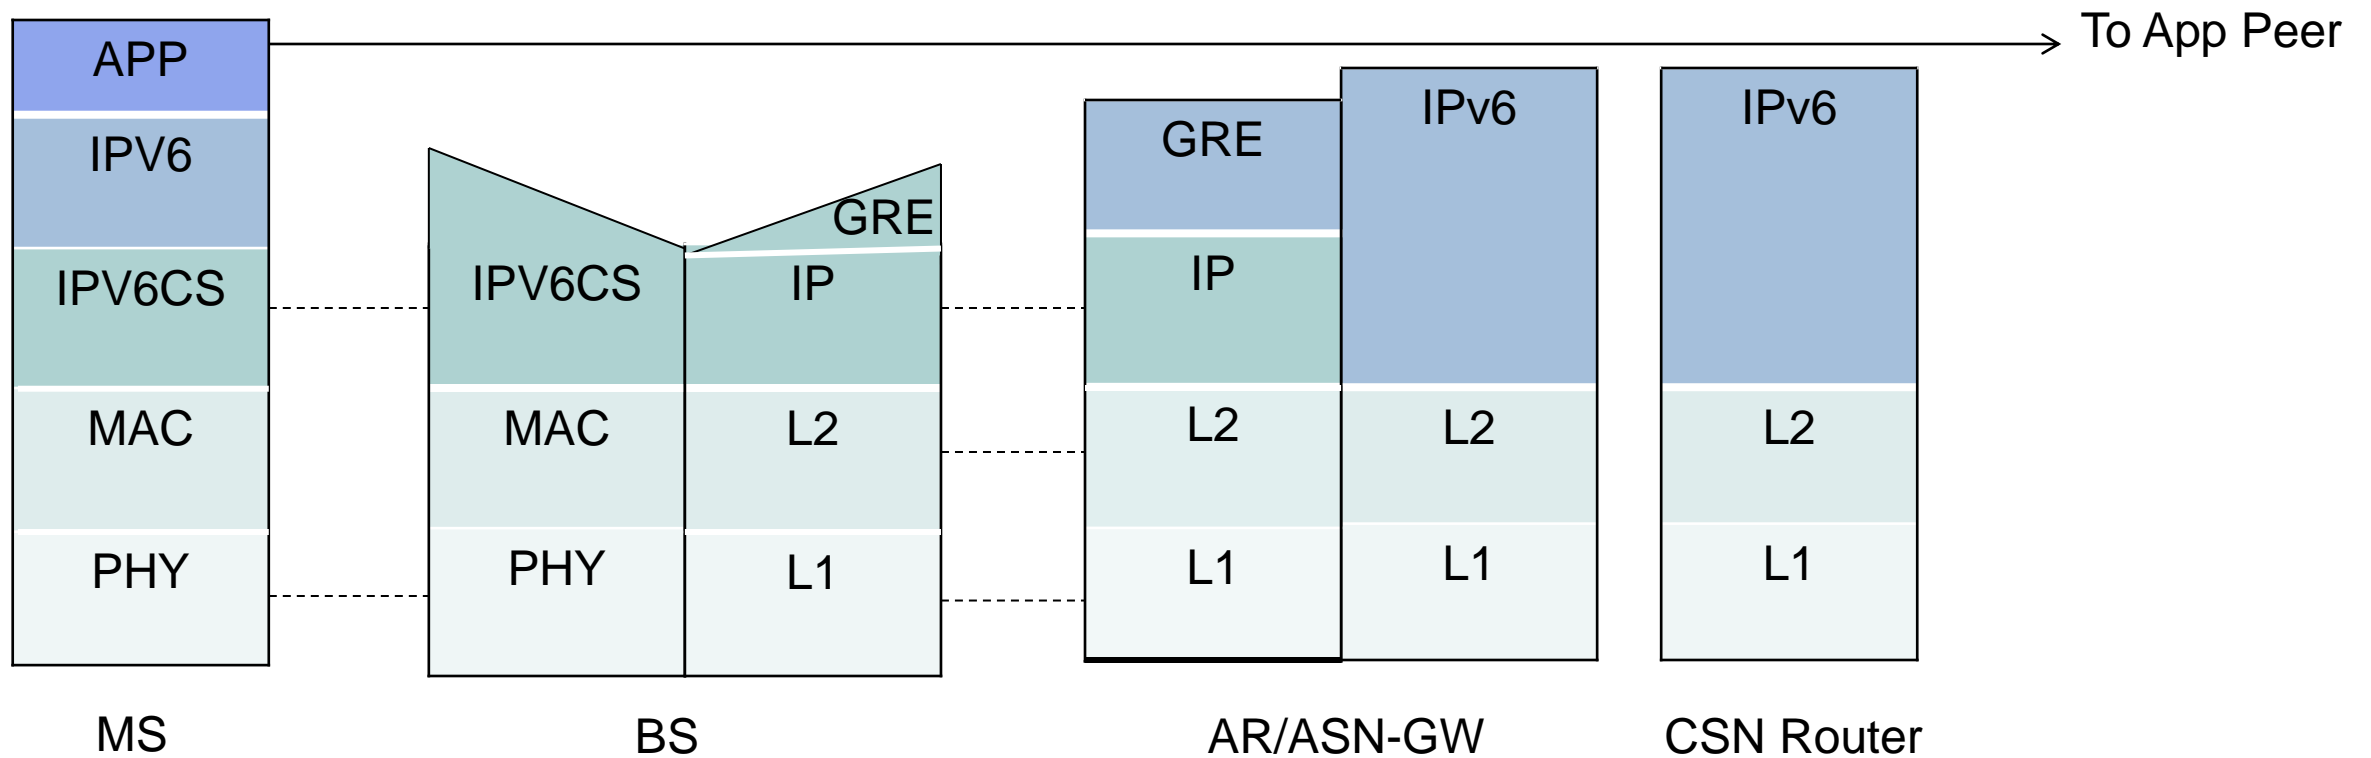 To App Peer
APP
IPV6
IPV6CS
MAC
PHY
MS
GRE
IPV6CS
IP
MAC
L2
PHY
L1
BS
GRE
IPv6
IP
L2
L2
L1
L1
AR/ASN-GW
IPv6
L2
L1
CSN Router